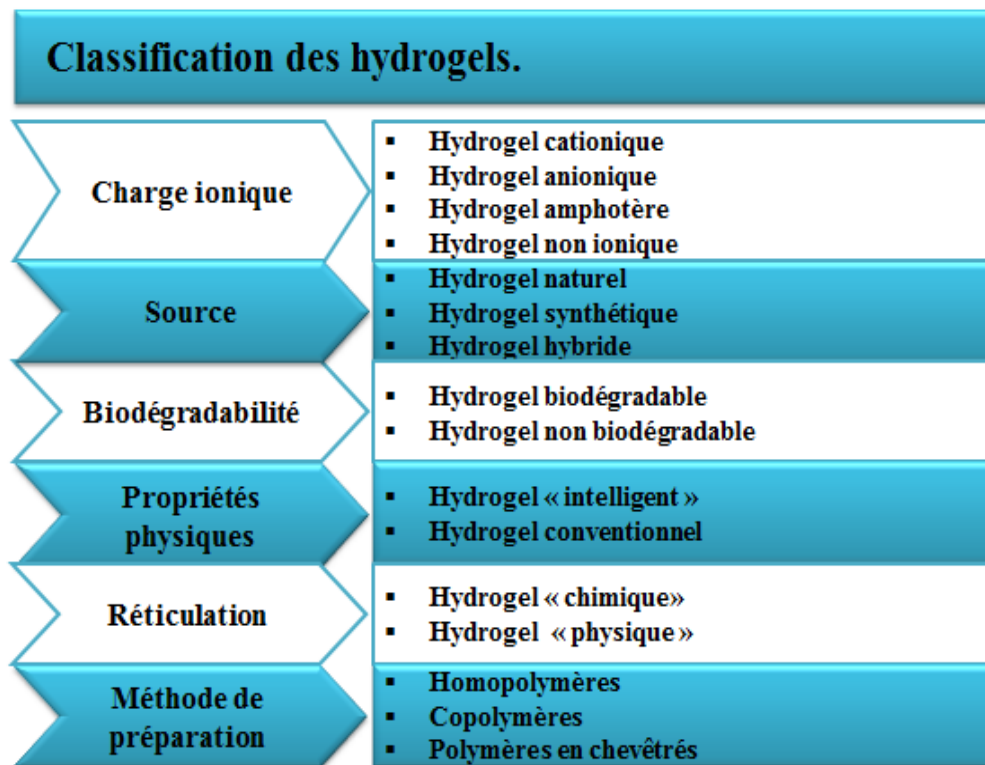 Classification des hydrogels.
Charge ionique
▪ Hydrogel cationique
▪ Hydrogel anionique
▪ Hydrogel amphotère
▪ Hydrogel non ionique
Source
▪ Hydrogel naturel
▪ Hydrogel synthétique
▪ Hydrogel hybride
Biodégradabilité
▪ Hydrogel biodégradable
▪ Hydrogel non biodégradable
Propriétés
physiques
▪ Hydrogel « intelligent »
▪ Hydrogel conventionnel
Réticulation
▪ Hydrogel « chimique»
▪ Hydrogel « physique »
Méthode de
préparation
▪ Homopolymères
▪ Copolymères
▪ Polymères en chevêtrés